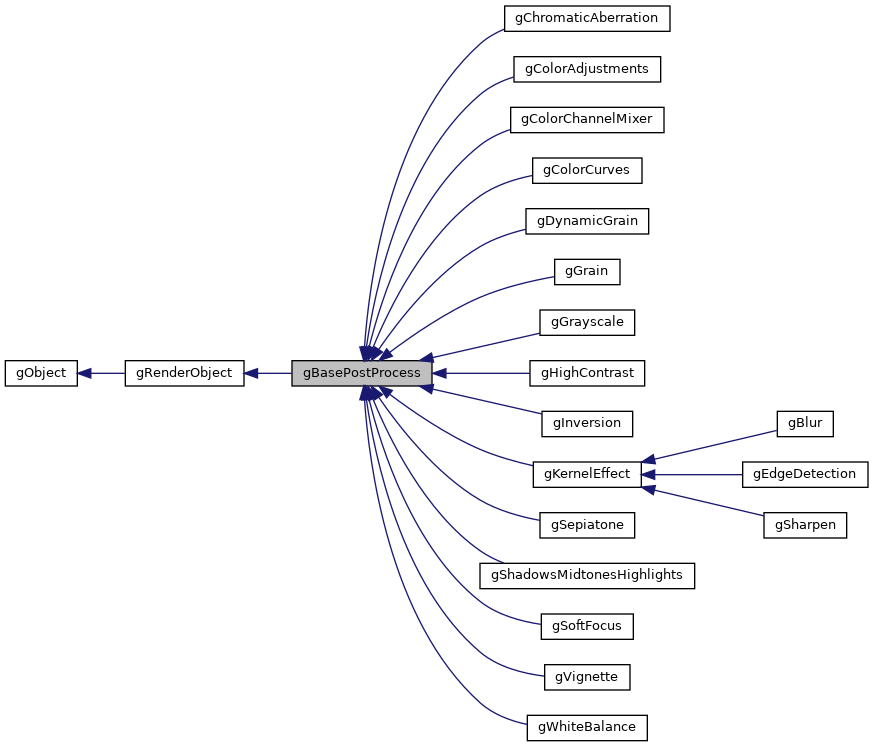 gChromaticAberration
gColorAdjustments
gColorChannelMixer
gColorCurves
gDynamicGrain
gGrain
gGrayscale
gObject
gRenderObject
gBasePostProcess
gHighContrast
gInversion
gBlur
gKernelEffect
gEdgeDetection
gSepiatone
gSharpen
gShadowsMidtonesHighlights
gSoftFocus
gVignette
gWhiteBalance